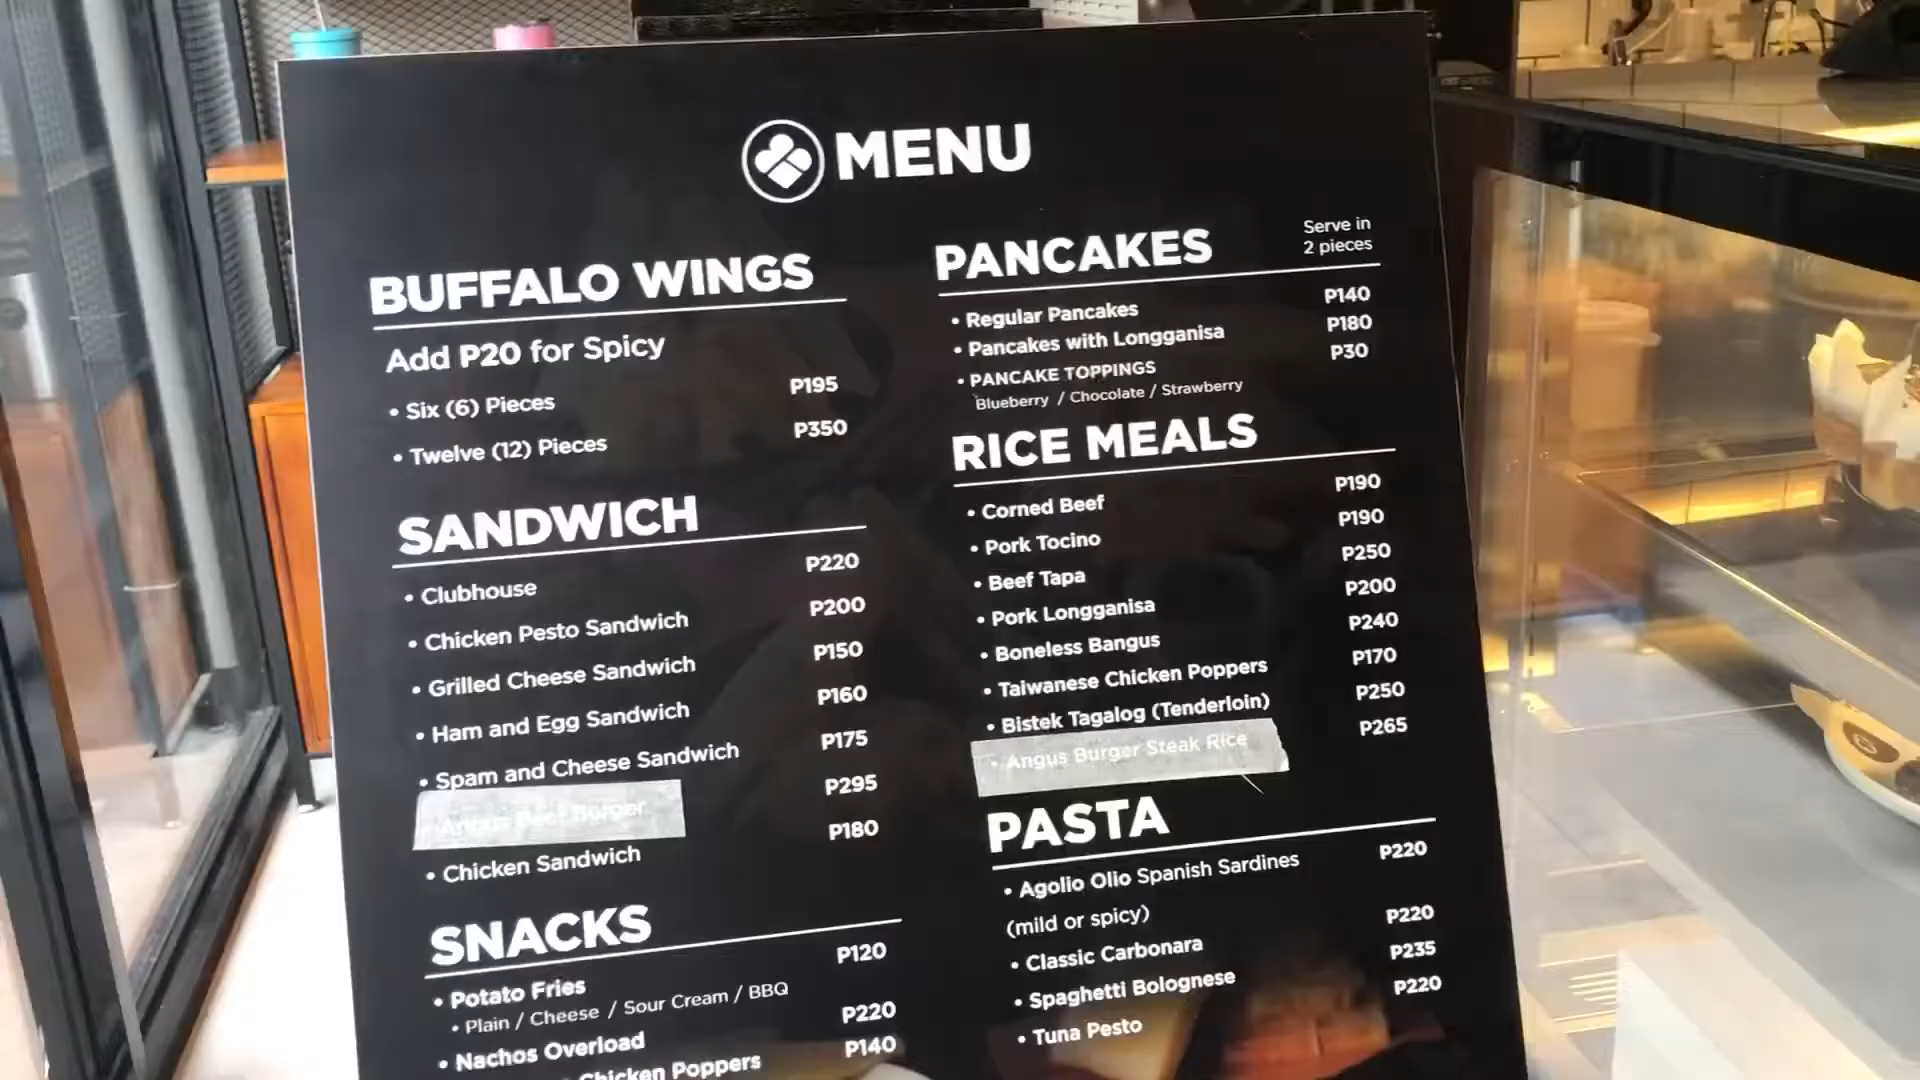 MENU
BUFFALO WINGS
Add P20 for Spicy
• Six (6) Pieces P195
• Twelve (12) Pieces P350
SANDWICH
• Clubhouse P220
• Chicken Pesto Sandwich P200
• Grilled Cheese Sandwich P150
• Ham and Egg Sandwich P160
• Spam and Cheese Sandwich P175
• Angus Beef Burger P295
• Chicken Sandwich P180
SNACKS
• Potato Fries P120
• Plain / Cheese / Sour Cream / BBQ
• Nachos Overload P220
Chicken Poppers P140
PANCAKES Serve in
2 pieces
• Regular Pancakes P140
• Pancakes with Longganisa P180
• PANCAKE TOPPINGS P30
Blueberry / Chocolate / Strawberry
RICE MEALS
• Corned Beef P190
• Pork Tocino P190
• Beef Tapa P250
• Pork Longganisa P200
• Boneless Bangus P240
• Taiwanese Chicken Poppers P170
• Bistek Tagalog (Tenderloin) P250
• Angus Burger Steak Rice P265
PASTA
• Agolio Olio Spanish Sardines P220
(mild or spicy)
• Classic Carbonara P220
• Spaghetti Bolognese P235
• Tuna Pesto P220